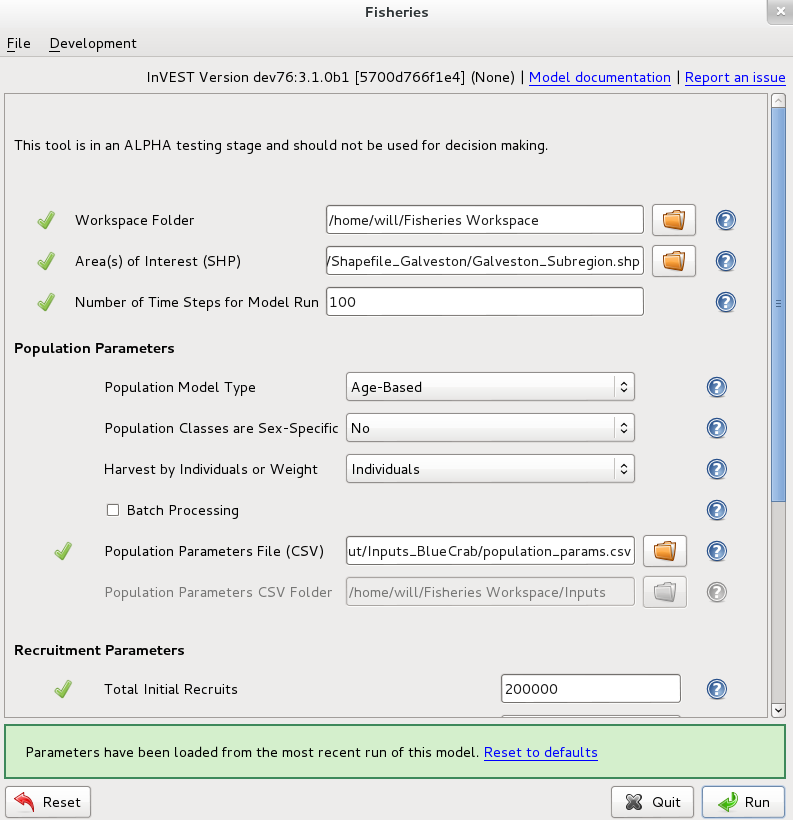 Fisheries
File Development
InVEST Version dev76:3.1.0b1 [5700d766f1e4] (None) | Model documentation | Report an issue
This tool is in an ALPHA testing stage and should not be used for decision making.
Workspace Folder /home/will/Fisheries Workspace
Area(s) of Interest (SHP) /Shapefile_Galveston/Galveston_Subregion.shp
Number of Time Steps for Model Run 100
Population Parameters
Population Model Type Age-Based
Population Classes are Sex-Specific No
Harvest by Individuals or Weight Individuals
Batch Processing
Population Parameters File (CSV) ut/Inputs_BlueCrab/population_params.csv
Population Parameters CSV Folder /home/will/Fisheries Workspace/Inputs
Recruitment Parameters
Total Initial Recruits 200000
Parameters have been loaded from the most recent run of this model. Reset to defaults
Reset Quit Run